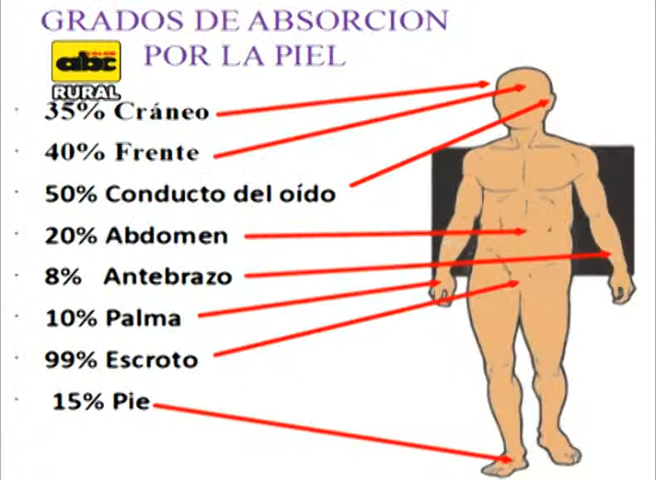 GRADOS DE ABSORCION
POR LA PIEL
abc
RURAL
35% Cráneo
40% Frente
50% Conducto del oído
20% Abdomen
8% Antebrazo
10% Palma
99% Escroto
15% Pie